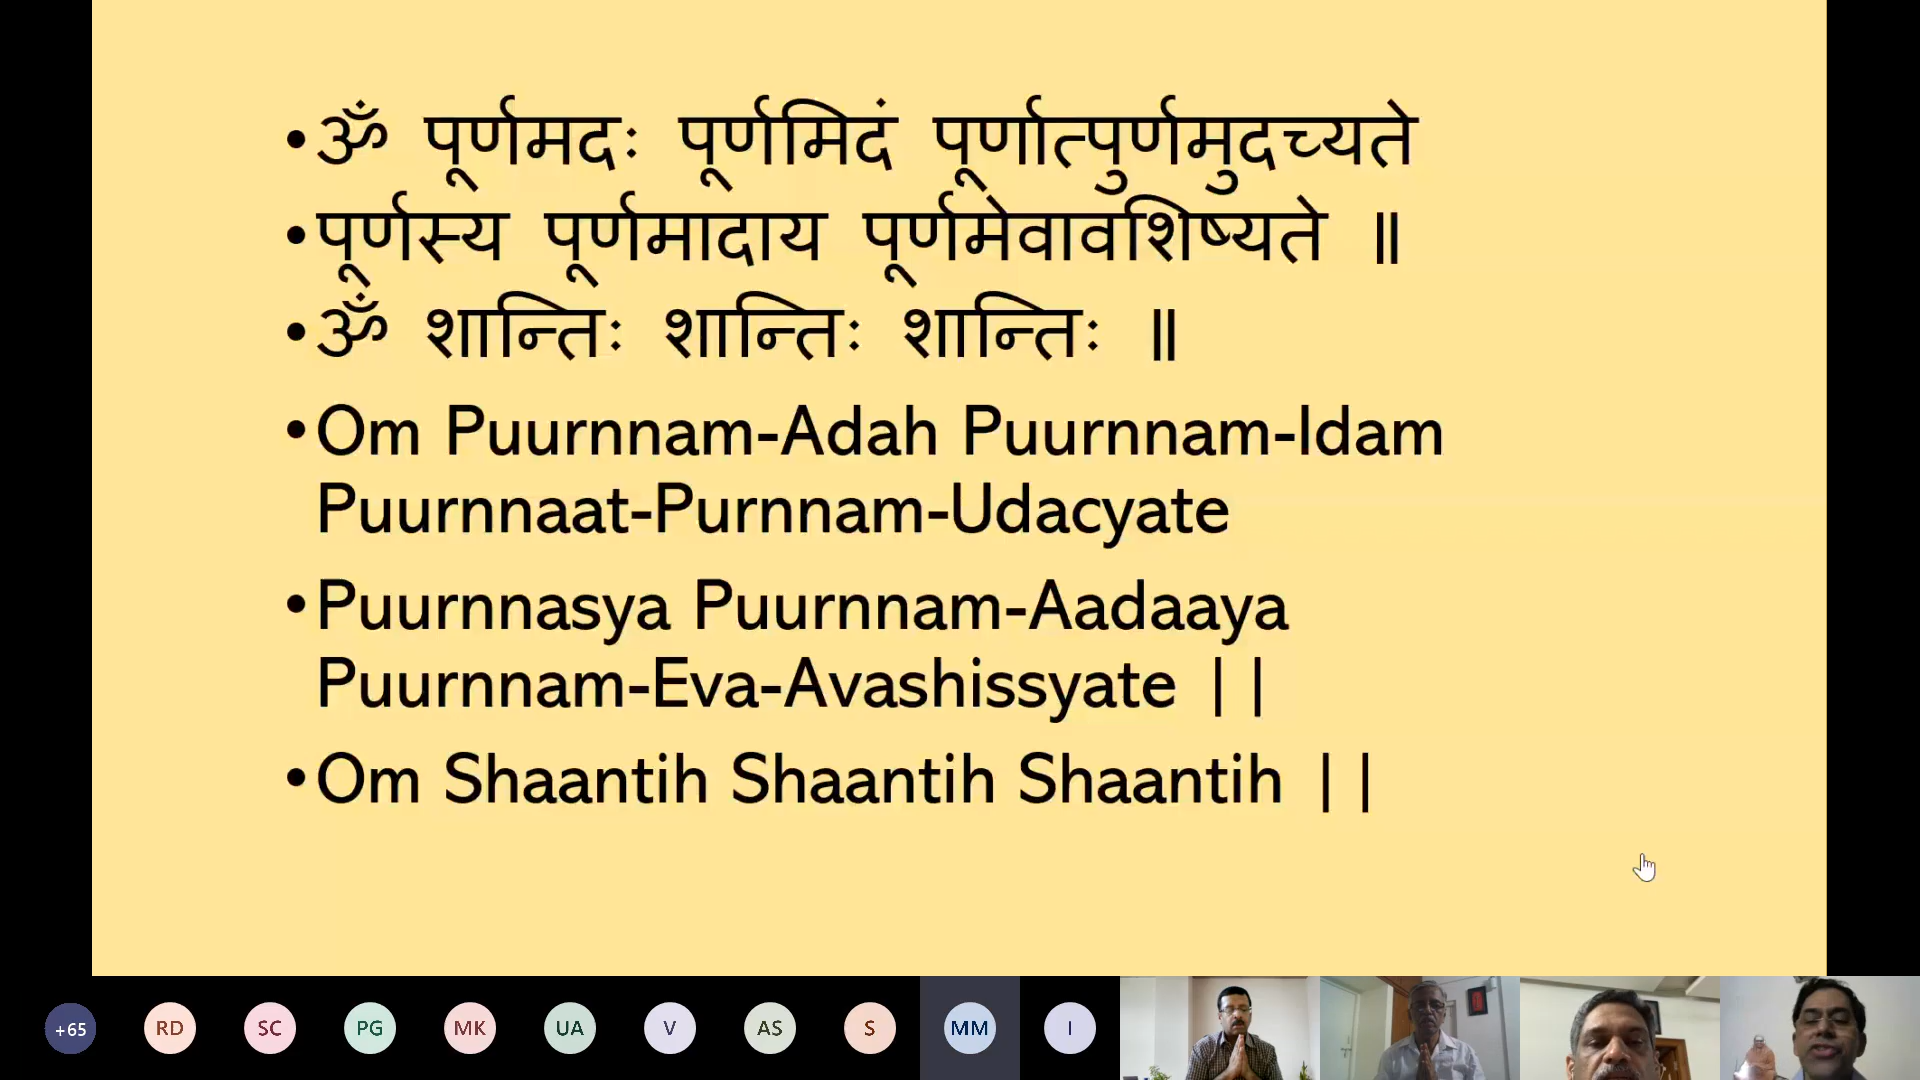 •ॐ पूर्णमदः पूर्णमिदं पूर्णात्पुर्णमुदच्यते
•पूर्णस्य पूर्णमादाय पूर्णमेवावशिष्यते ॥
•ॐ शान्तिः शान्तिः शान्तिः ॥
•Om Puurnnam-Adah Puurnnam-Idam
Puurnnaat-Purnnam-Udacyate
•Puurnnasya Puurnnam-Aadaaya
Puurnnam-Eva-Avashissyate ||
•Om Shaantih Shaantih Shaantih ||
+65 RD SC PG MK UA V AS S MM I